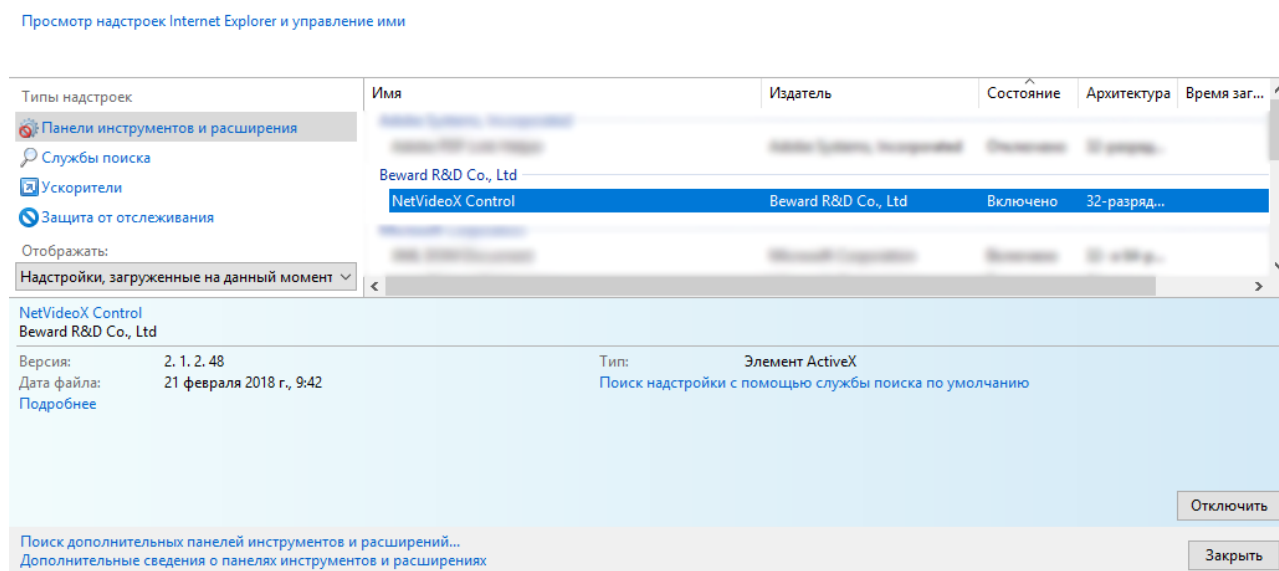 Просмотр надстроек Internet Explorer и управление ими
Типы надстроек
Панели инструментов и расширения
Службы поиска
Ускорители
Защита от отслеживания
Отображать:
Надстройки, загруженные на данный момент
Имя Издатель Состояние Архитектура Время заг...
Beward R&D Co., Ltd
NetVideoX Control Beward R&D Co., Ltd Включено 32-разряд...
NetVideoX Control
Beward R&D Co., Ltd
Версия: 2. 1. 2. 48
Дата файла: 21 февраля 2018 г., 9:42
Подробнее
Тип: Элемент ActiveX
Поиск надстройки с помощью службы поиска по умолчанию
Отключить
Поиск дополнительных панелей инструментов и расширений...
Дополнительные сведения о панелях инструментов и расширениях
Закрыть